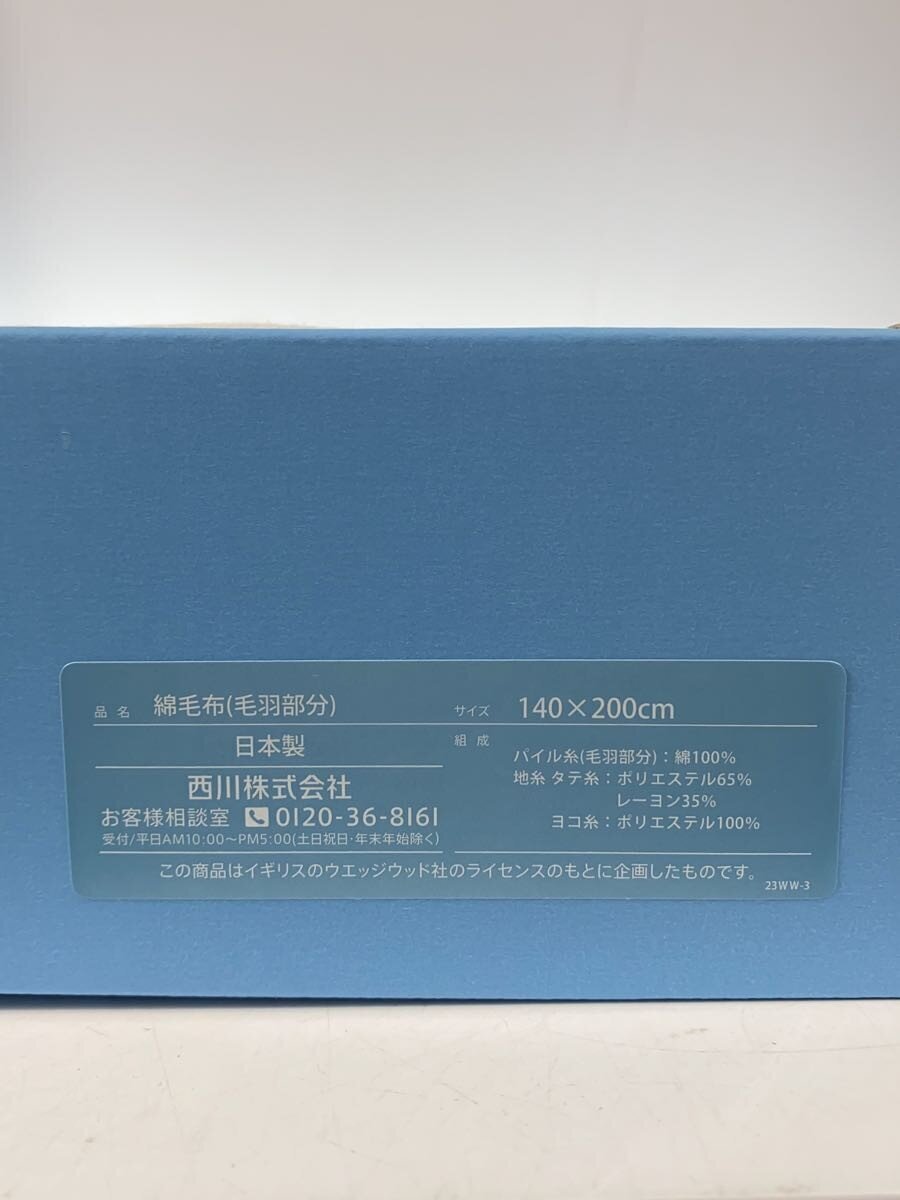 品名 綿毛布(毛羽部分)
日本製
西川株式会社
お客様相談室 0120-36-8161
受付/平日AM10:00〜PM5:00(土日祝日・年末年始除く)
サイズ 140×200cm
組成
パイル糸(毛羽部分):綿100%
地糸 タテ糸:ポリエステル65%
レーヨン35%
ヨコ糸:ポリエステル100%
この商品はイギリスのウエッジウッド社のライセンスのもとに企画したものです。
23WW-3